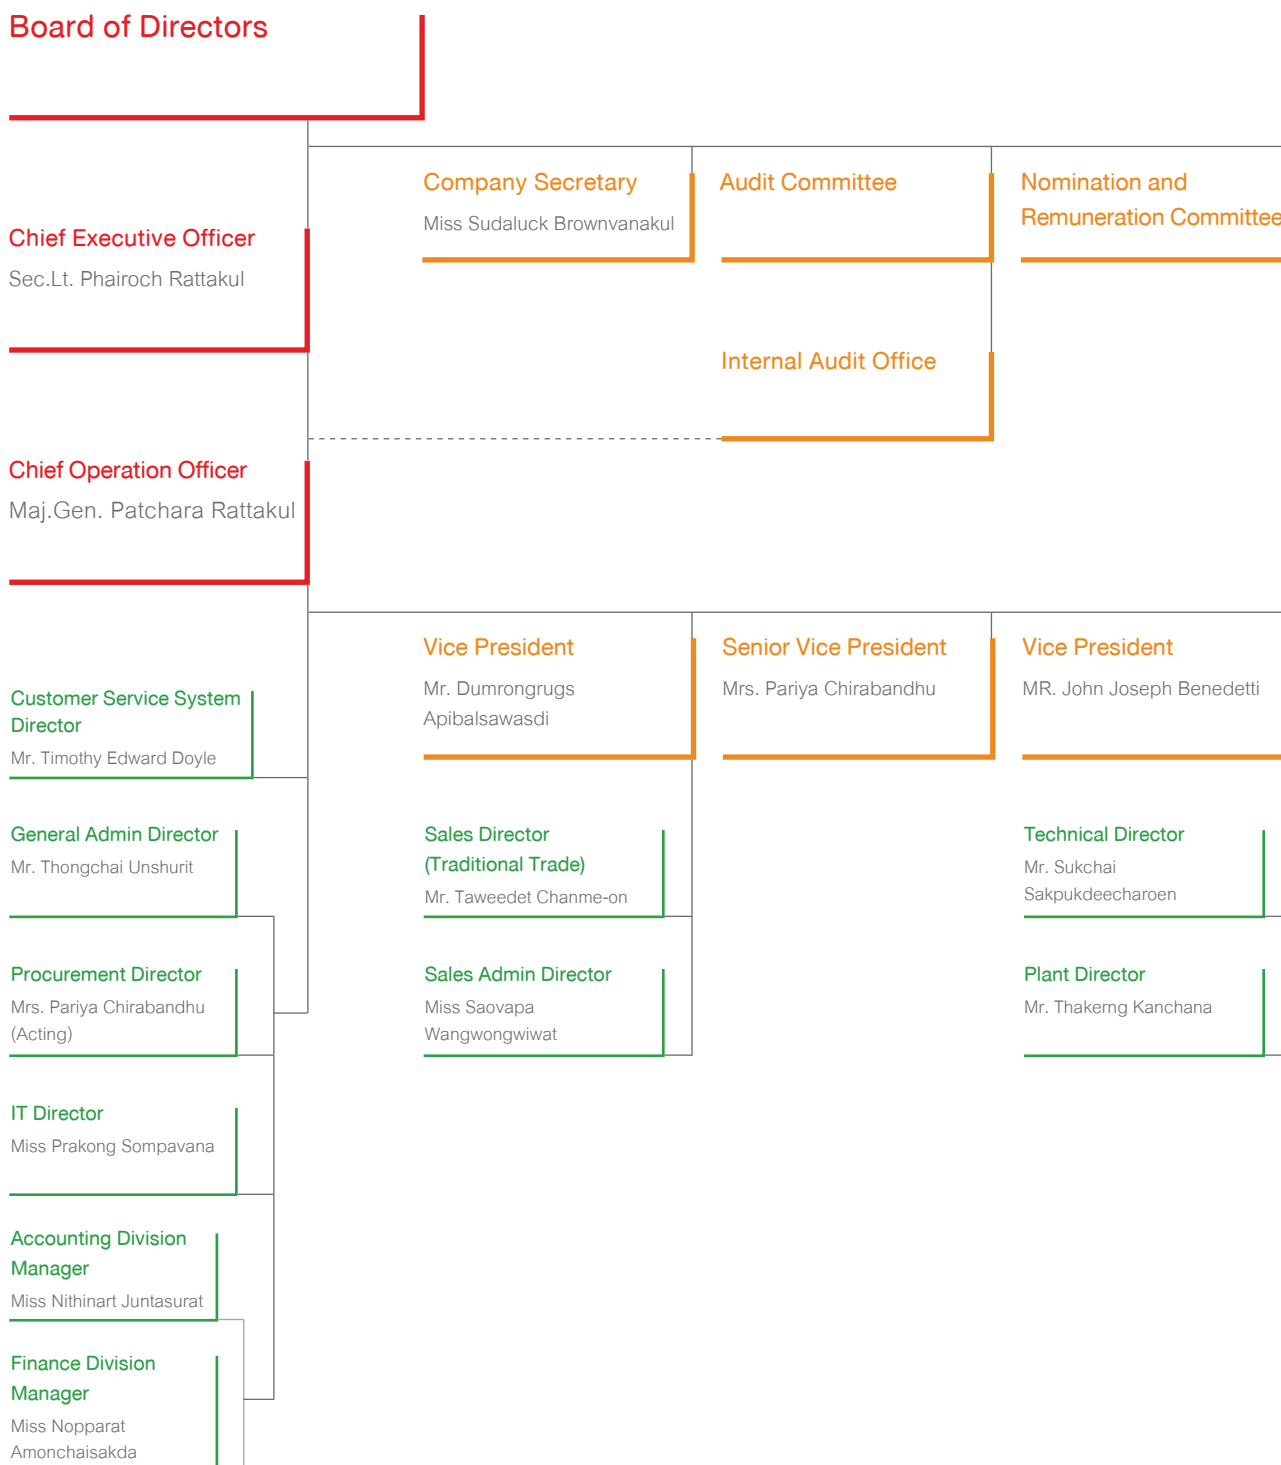 Board of Directors
Company Secretary
Miss Sudaluck Brownvanakul
Audit Committee
Nomination and
Remuneration Committee
Chief Executive Officer
Sec.Lt. Phairoch Rattakul
Internal Audit Office
Chief Operation Officer
Maj.Gen. Patchara Rattakul
Vice President
Mr. Dumrongrugs
Apibalsawasdi
Senior Vice President
Mrs. Pariya Chirabandhu
Vice President
MR. John Joseph Benedetti
Customer Service System
Director
Mr. Timothy Edward Doyle
General Admin Director
Mr. Thongchai Unshurit
Sales Director
(Traditional Trade)
Mr. Taweedet Chanme-on
Technical Director
Mr. Sukchai
Sakpukdeecharoen
Procurement Director
Mrs. Pariya Chirabandhu
(Acting)
Sales Admin Director
Miss Saovapa
Wangwongwiwat
Plant Director
Mr. Thakerng Kanchana
IT Director
Miss Prakong Sompavana
Accounting Division
Manager
Miss Nithinart Juntasurat
Finance Division
Manager
Miss Nopparat
Amonchaisakda